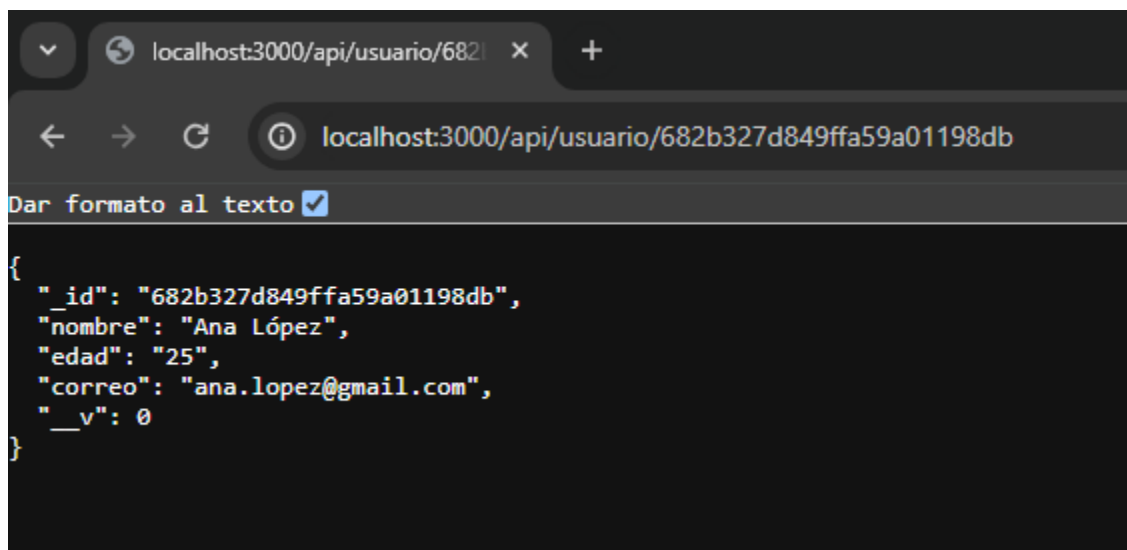 localhost:3000/api/usuario/682
localhost:3000/api/usuario/682b327d849ffa59a01198db
Dar formato al texto
{
  "_id": "682b327d849ffa59a01198db",
  "nombre": "Ana López",
  "edad": "25",
  "correo": "ana.lopez@gmail.com",
  "__v": 0
}